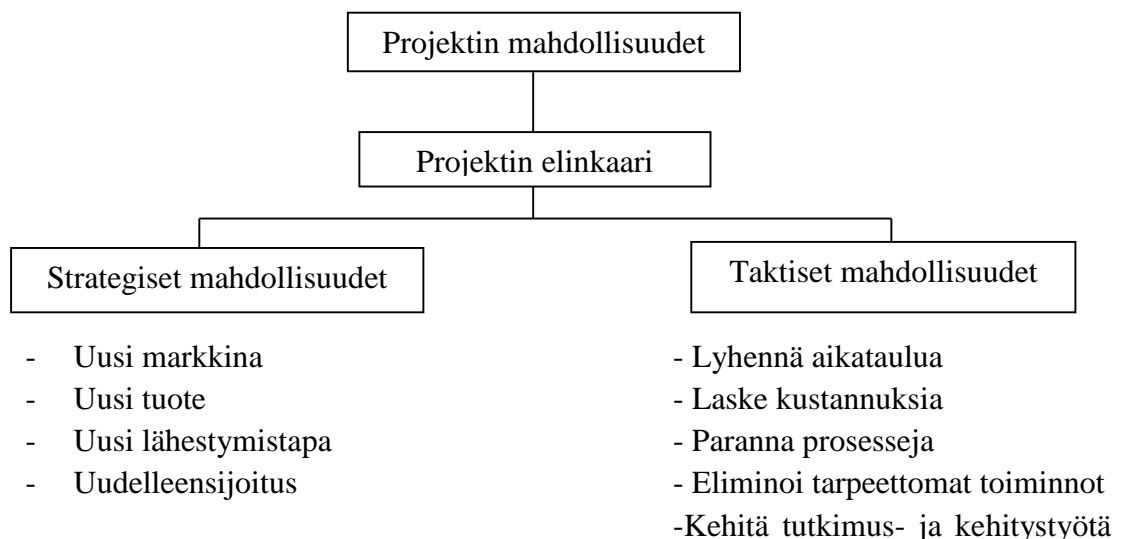 Projektin mahdollisuudet
Projektin elinkaari
Strategiset mahdollisuudet
Taktiset mahdollisuudet
- Uusi markkina
- Uusi tuote
- Uusi lähestymistapa
- Uudelleensijoitus
- Lyhennä aikataulua
- Laske kustannuksia
- Paranna prosesseja
- Eliminoi tarpeettomat toiminnot
-Kehitä tutkimus- ja kehitystyötä